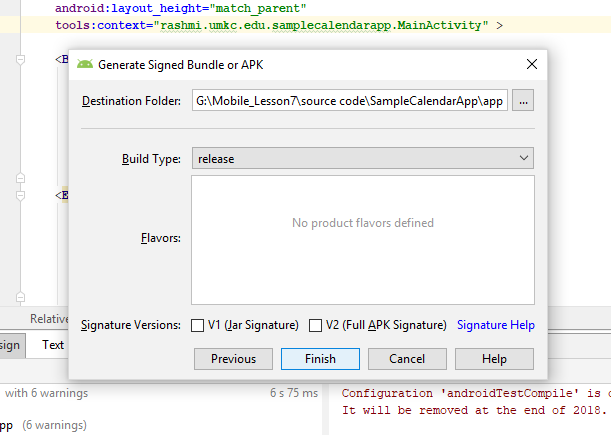 android:layout_height="match_parent"
tools:context="rashmi.umkc.edu.samplecalendarapp.MainActivity" >
<B
Generate Signed Bundle or APK
Destination Folder: G:\Mobile_Lesson7\source code\SampleCalendarApp\app ...
Build Type: release
<E
No product flavors defined
Flavors:
Relative
Signature Versions: V1 (Jar Signature) V2 (Full APK Signature) Signature Help
sign Text
Previous Finish Cancel Help
with 6 warnings 6 s 75 ms Configuration 'androidTestCompile' is o
It will be removed at the end of 2018.
pp (6 warnings)